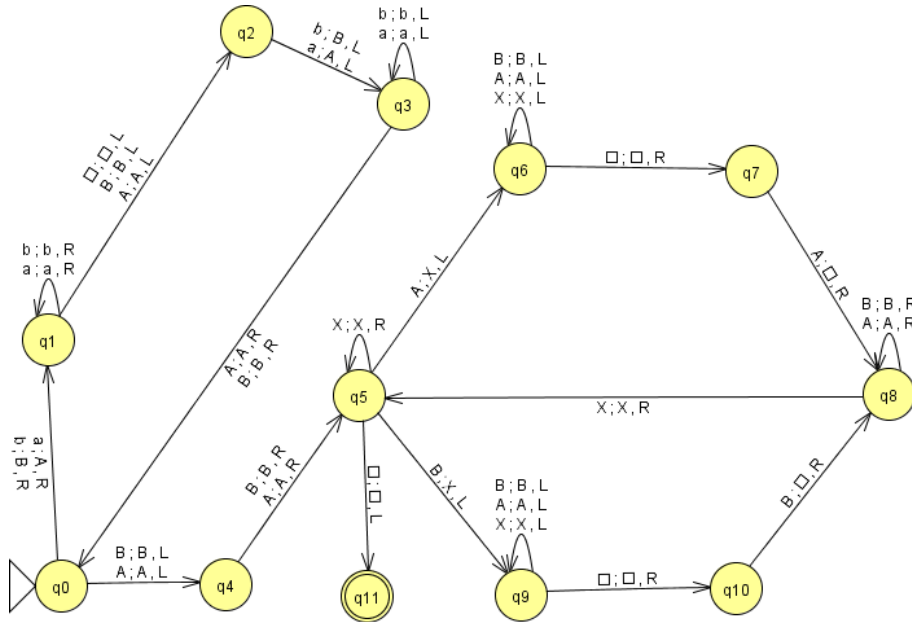 q2
b ; B , L
a ; A , L
b ; b , L
a ; a , L
q3
B ; B , L
A ; A , L
X ; X , L
q6
□ ; □ , R
q7
□ ; □ , L
B ; B , L
A ; A , L
b ; b , R
a ; a , R
q1
A ; X , L
A ; □ , R
A ; A , R
B ; B , R
X ; X , R
q5
B ; B , R
A ; A , R
q8
X ; X , R
a ; A , R
b ; B , R
B ; B , R
A ; A , R
□ ; □ , L
B ; X , L
B ; B , L
A ; A , L
X ; X , L
B ; □ , R
q0
B ; B , L
A ; A , L
q4
q11
q9
□ ; □ , R
q10